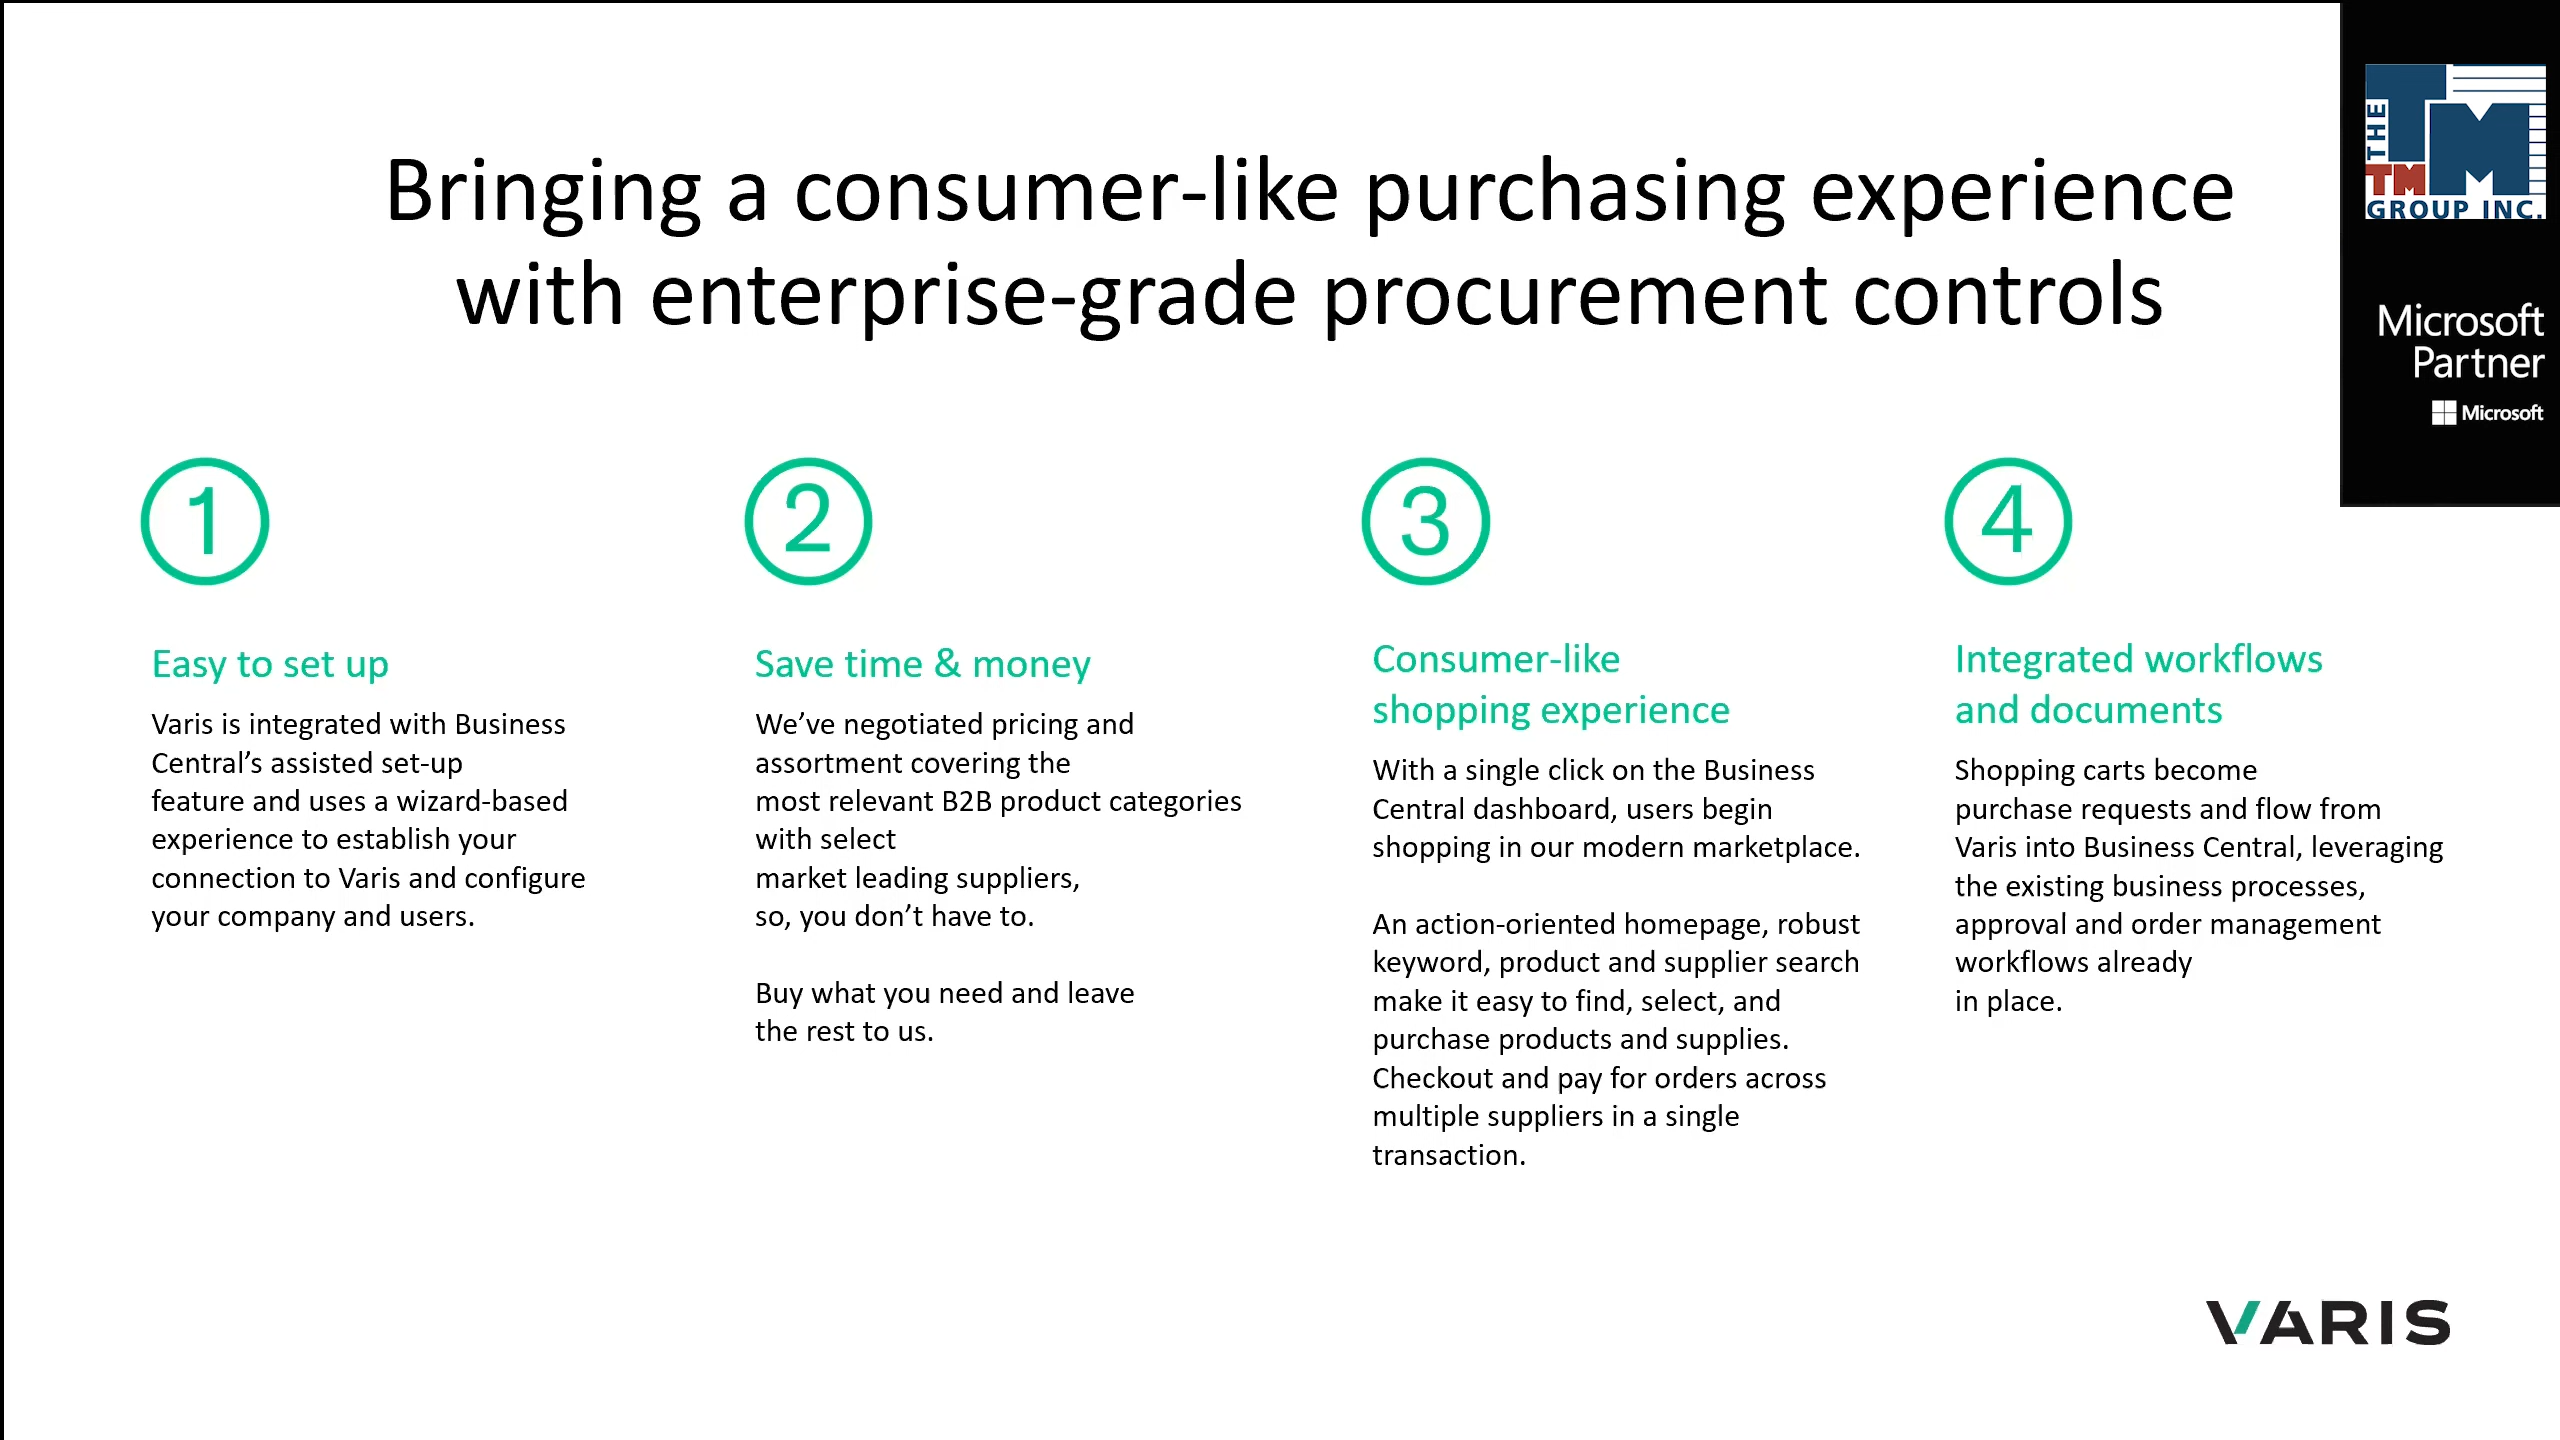 Bringing a consumer-like purchasing experience
with enterprise-grade procurement controls
THE
TM
TM
GROUP INC.
Microsoft
Partner
Microsoft
1
Easy to set up
Varis is integrated with Business
Central’s assisted set-up
feature and uses a wizard-based
experience to establish your
connection to Varis and configure
your company and users.
2
Save time & money
We’ve negotiated pricing and
assortment covering the
most relevant B2B product categories
with select
market leading suppliers,
so, you don’t have to.
Buy what you need and leave
the rest to us.
3
Consumer-like
shopping experience
With a single click on the Business
Central dashboard, users begin
shopping in our modern marketplace.
An action-oriented homepage, robust
keyword, product and supplier search
make it easy to find, select, and
purchase products and supplies.
Checkout and pay for orders across
multiple suppliers in a single
transaction.
4
Integrated workflows
and documents
Shopping carts become
purchase requests and flow from
Varis into Business Central, leveraging
the existing business processes,
approval and order management
workflows already
in place.
VARIS